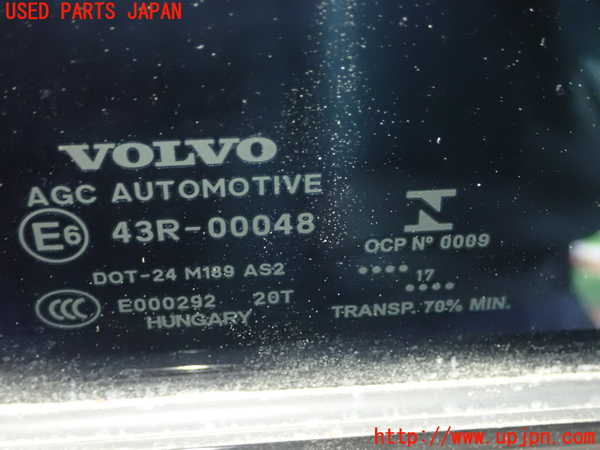 USED PARTS JAPAN
VOLVO
AGC AUTOMOTIVE
E6 43R-00048
DOT-24 M189 AS2
CCC E000292 20T
HUNGARY
OCP Nº 0009
•••• 17
••••
TRANSP. 70% MIN.
http://www.upjpn.com/